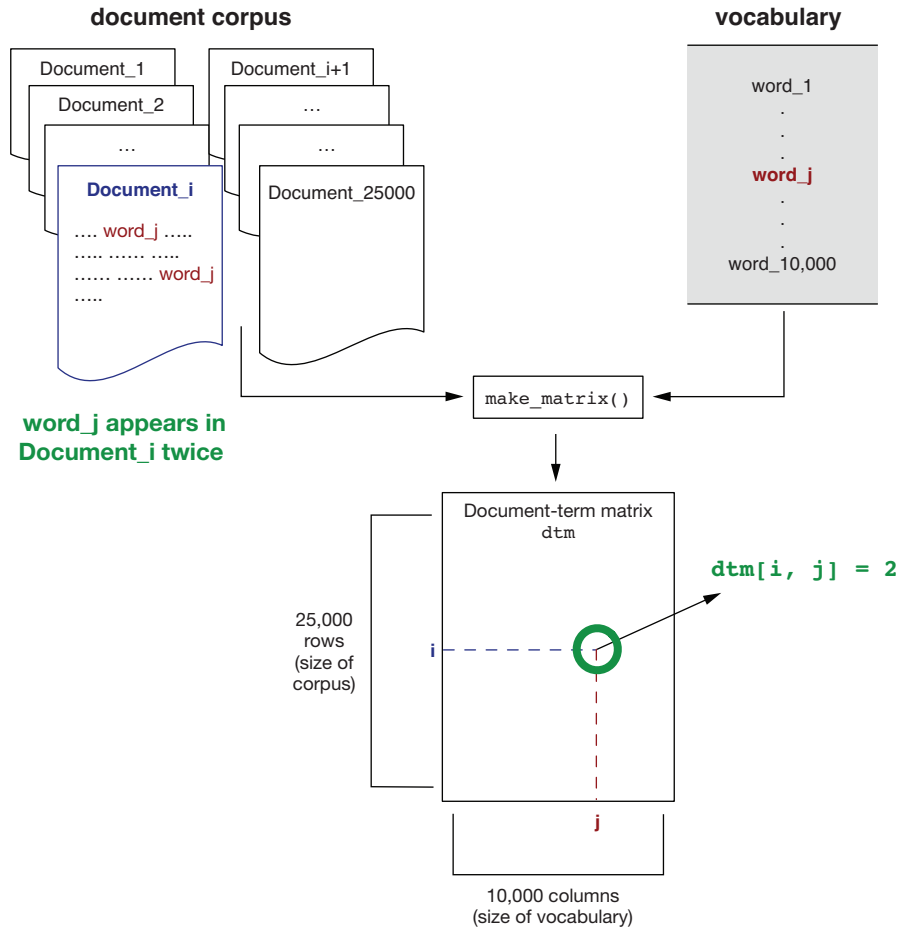 document corpus
vocabulary
Document_1
Document_i+1
Document_2
...
...
...
Document_i
Document_25000
.... word_j .....
..... ...... .....
...... ...... word_j
.....
word_1
.
.
.
word_j
.
.
.
word_10,000
make_matrix()
word_j appears in
Document_i twice
Document-term matrix
dtm
dtm[i, j] = 2
25,000
rows
(size of
corpus)
i
j
10,000 columns
(size of vocabulary)